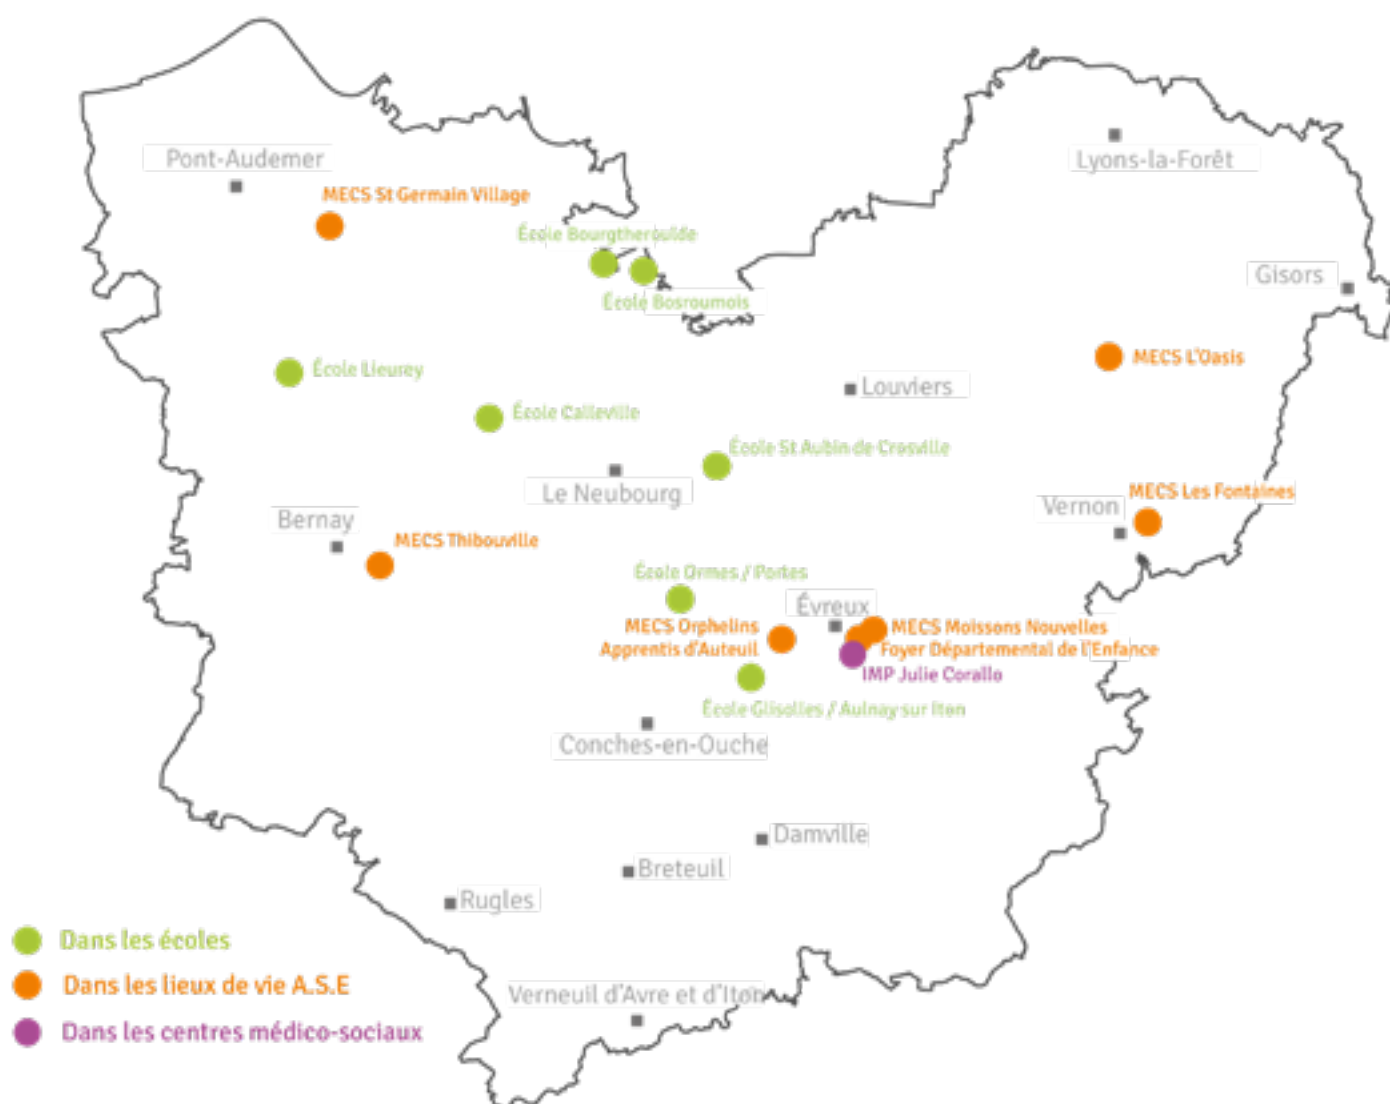 Pont-Audemer
Lyons-la-Forêt
MECS St Germain Village
École Bourgtheroulde
Gisors
École Bosroumois
MECS L'Oasis
École Lieurey
Louviers
École Calleville
École St Aubin de Crosville
Le Neubourg
MECS Les Fontaines
Vernon
Bernay
MECS Thibouville
École Ormes / Portes
Évreux
MECS Orphelins
Apprentis d'Auteuil
MECS Moissons Nouvelles
Foyer Départemental de l'Enfance
IMP Julie Corallo
École Glisolles / Aulnay sur Iton
Conches-en-Ouche
Damville
Breteuil
Rugles
Verneuil d'Avre et d'Iton
Dans les écoles
Dans les lieux de vie A.S.E
Dans les centres médico-sociaux